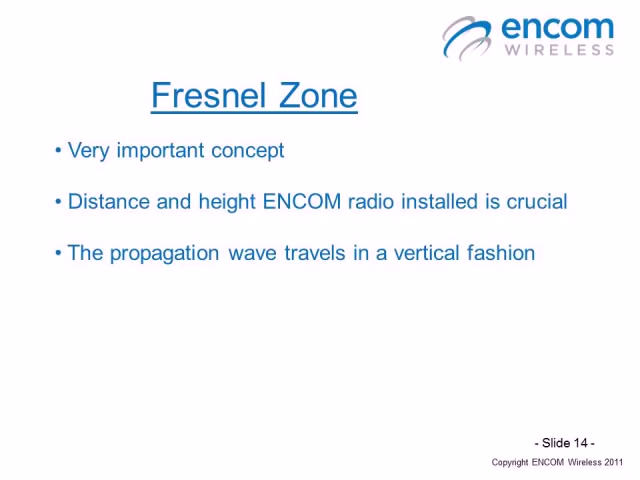 encom
WIRELESS
Fresnel Zone
• Very important concept
• Distance and height ENCOM radio installed is crucial
• The propagation wave travels in a vertical fashion
- Slide 14 -
Copyright ENCOM Wireless 2011